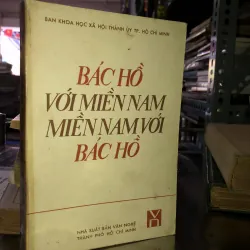 BAN KHOA HỌC XÃ HỘI THÀNH ỦY TP. HỒ CHÍ MINH
BÁC HỒ
VỚI MIỀN NAM
MIỀN NAM VỚI
BÁC HỒ
NHÀ XUẤT BẢN VĂN NGHỆ
THÀNH PHỐ HỒ CHÍ MINH